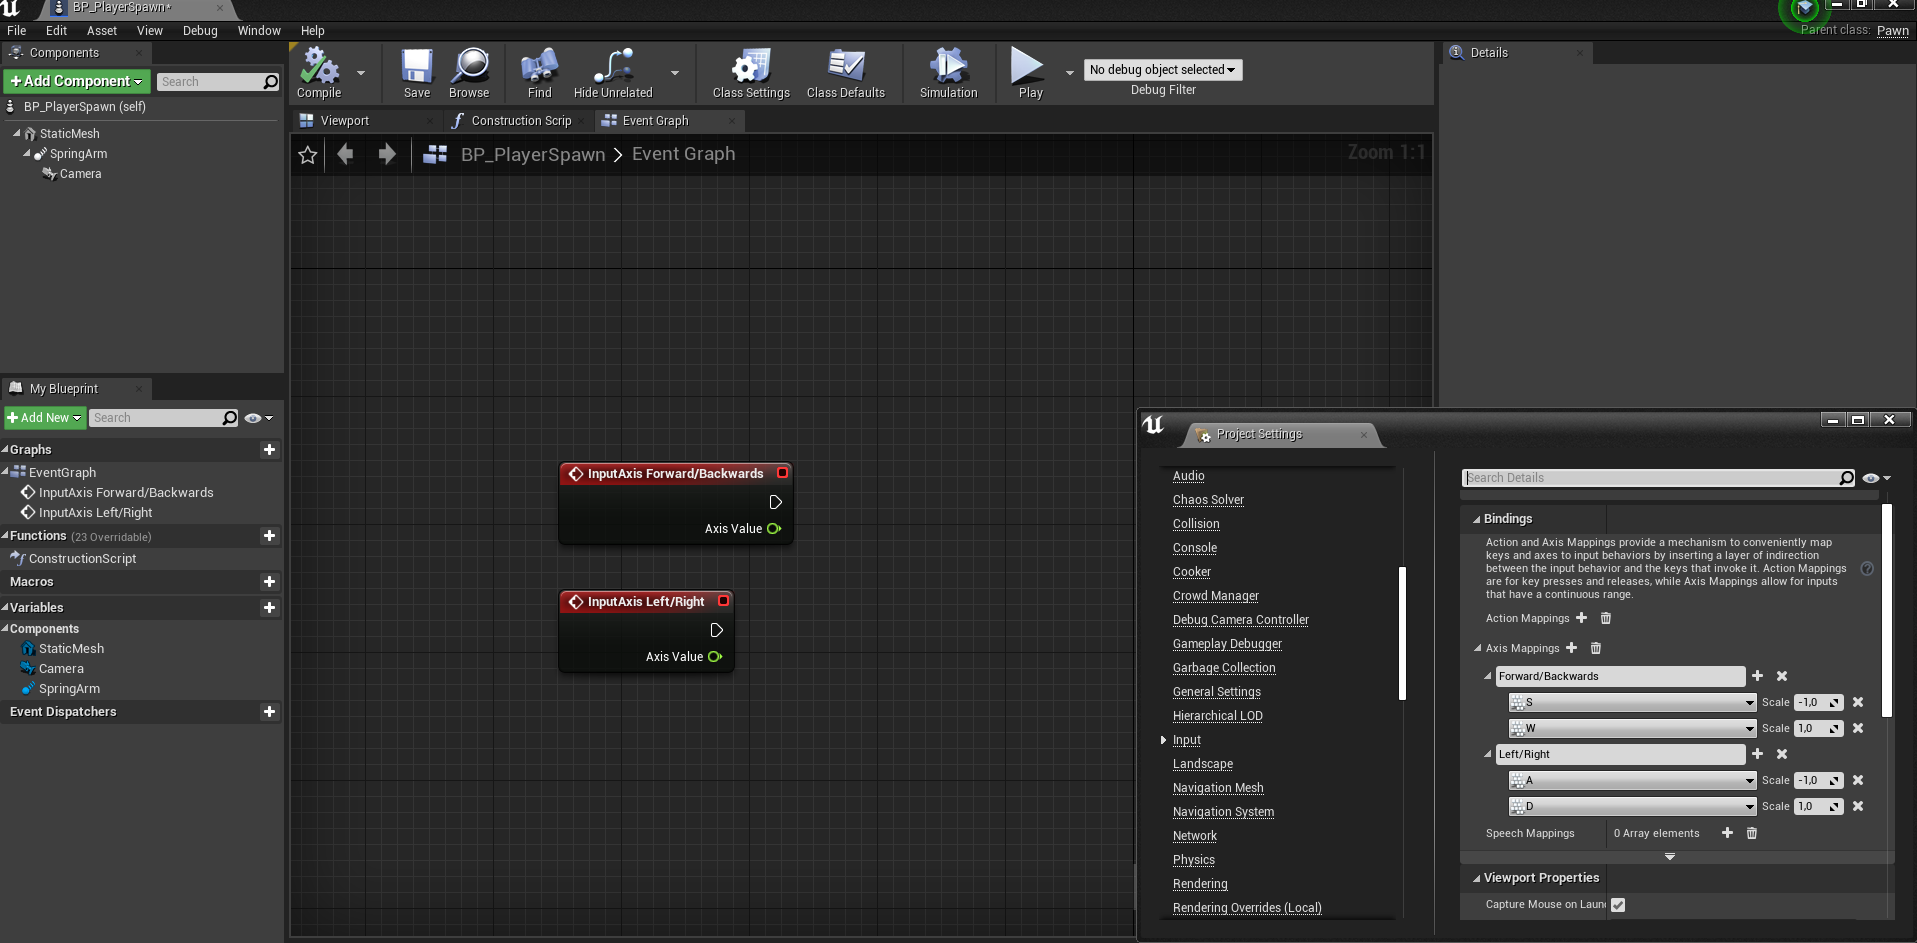 BP_PlayerSpawn*
File Edit Asset View Debug Window Help
Parent class: Pawn
Components
+Add Component
Search
BP_PlayerSpawn (self)
StaticMesh
SpringArm
Camera
Compile
Save
Browse
Find
Hide Unrelated
Class Settings
Class Defaults
Simulation
Play
No debug object selected
Debug Filter
Details
Viewport
Construction Scrip
Event Graph
BP_PlayerSpawn > Event Graph
Zoom 1:1
My Blueprint
+Add New
Search
Graphs
EventGraph
InputAxis Forward/Backwards
InputAxis Left/Right
Functions (23 Overridable)
ConstructionScript
Macros
Variables
Components
StaticMesh
Camera
SpringArm
Event Dispatchers
InputAxis Forward/Backwards
Axis Value
InputAxis Left/Right
Axis Value
Project Settings
Audio
Chaos Solver
Collision
Console
Cooker
Crowd Manager
Debug Camera Controller
Gameplay Debugger
Garbage Collection
General Settings
Hierarchical LOD
Input
Landscape
Navigation Mesh
Navigation System
Network
Physics
Rendering
Rendering Overrides (Local)
Search Details
Bindings
Action and Axis Mappings provide a mechanism to conveniently map
keys and axes to input behaviors by inserting a layer of indirection
between the input behavior and the keys that invoke it. Action Mappings
are for key presses and releases, while Axis Mappings allow for inputs
that have a continuous range.
Action Mappings
Axis Mappings
Forward/Backwards
S Scale -1,0
W Scale 1,0
Left/Right
A Scale -1,0
D Scale 1,0
Speech Mappings 0 Array elements
Viewport Properties
Capture Mouse on Laun